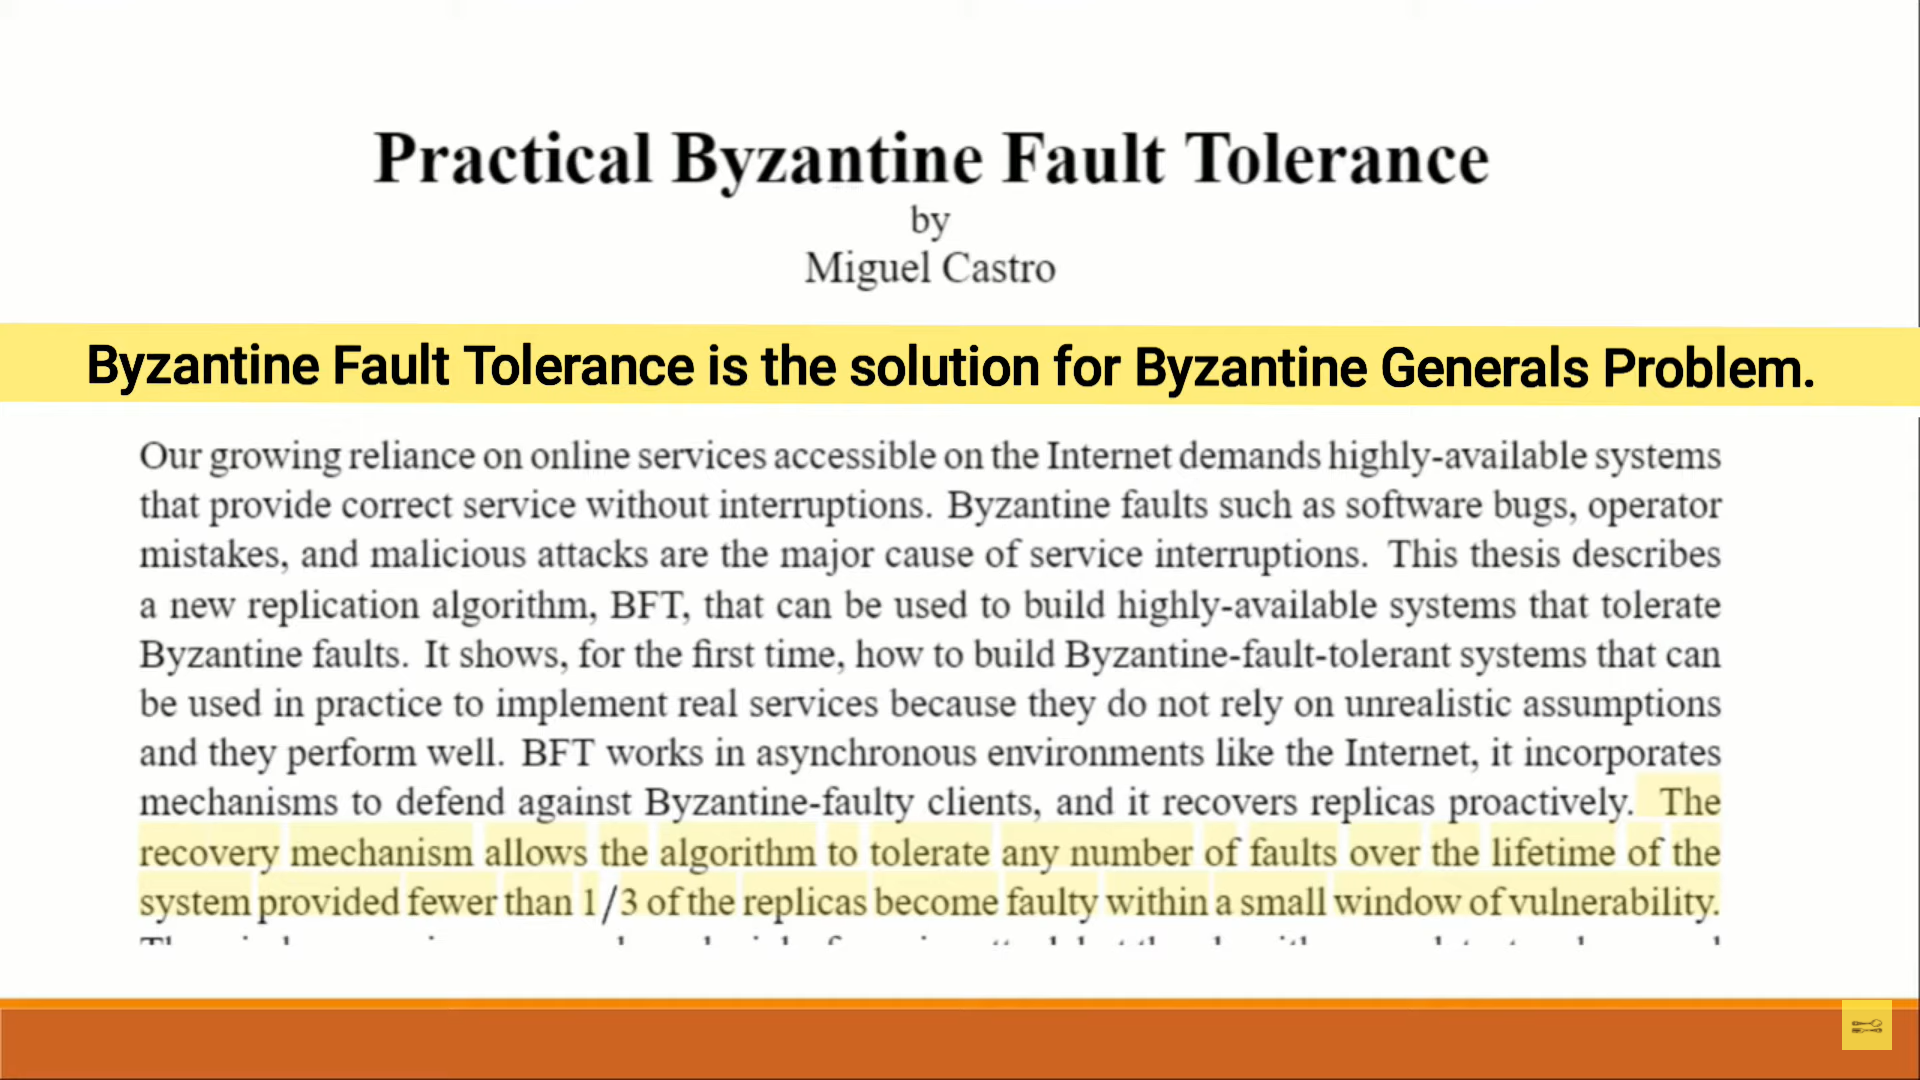 Practical Byzantine Fault Tolerance
by
Miguel Castro
Byzantine Fault Tolerance is the solution for Byzantine Generals Problem.
Our growing reliance on online services accessible on the Internet demands highly-available systems
that provide correct service without interruptions. Byzantine faults such as software bugs, operator
mistakes, and malicious attacks are the major cause of service interruptions. This thesis describes
a new replication algorithm, BFT, that can be used to build highly-available systems that tolerate
Byzantine faults. It shows, for the first time, how to build Byzantine-fault-tolerant systems that can
be used in practice to implement real services because they do not rely on unrealistic assumptions
and they perform well. BFT works in asynchronous environments like the Internet, it incorporates
mechanisms to defend against Byzantine-faulty clients, and it recovers replicas proactively. The
recovery mechanism allows the algorithm to tolerate any number of faults over the lifetime of the
system provided fewer than 1/3 of the replicas become faulty within a small window of vulnerability.